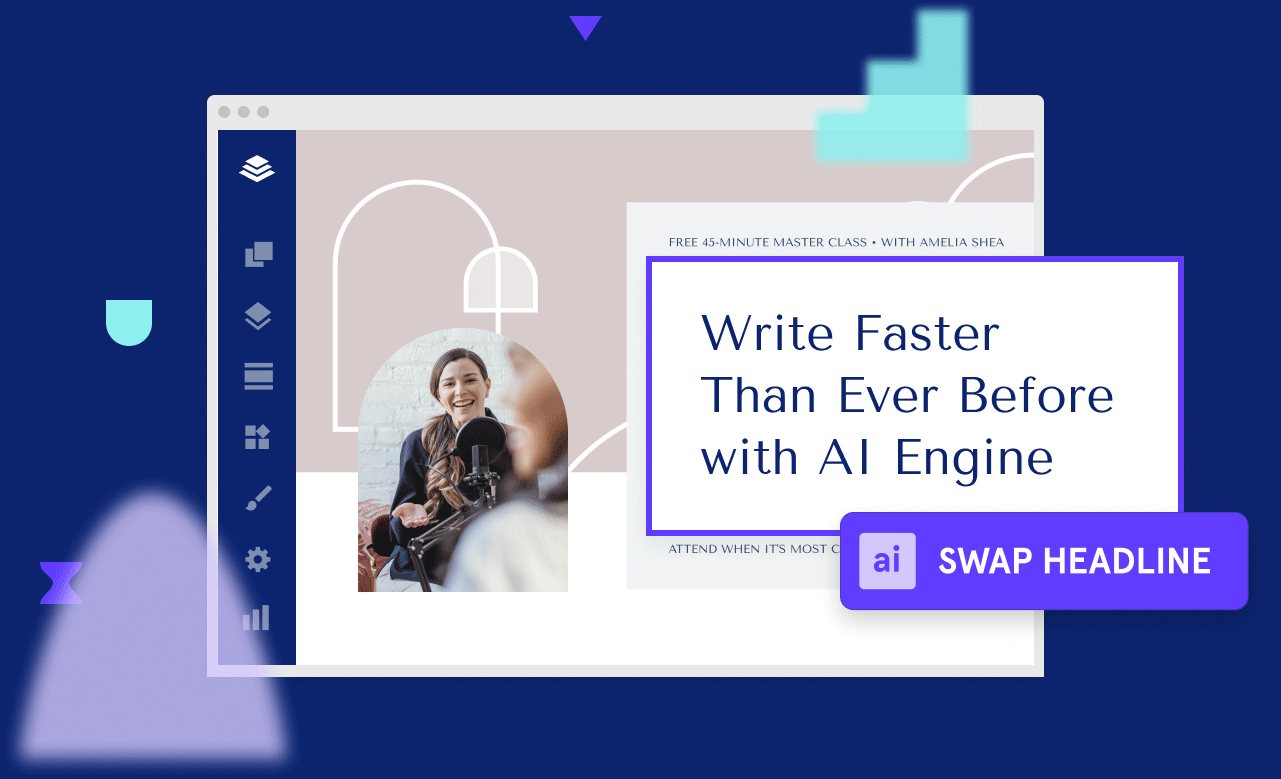 FREE 45-MINUTE MASTER CLASS • WITH AMELIA SHEA
Write Faster
Than Ever Before
with AI Engine
ATTEND WHEN IT'S MOST
ai SWAP HEADLINE